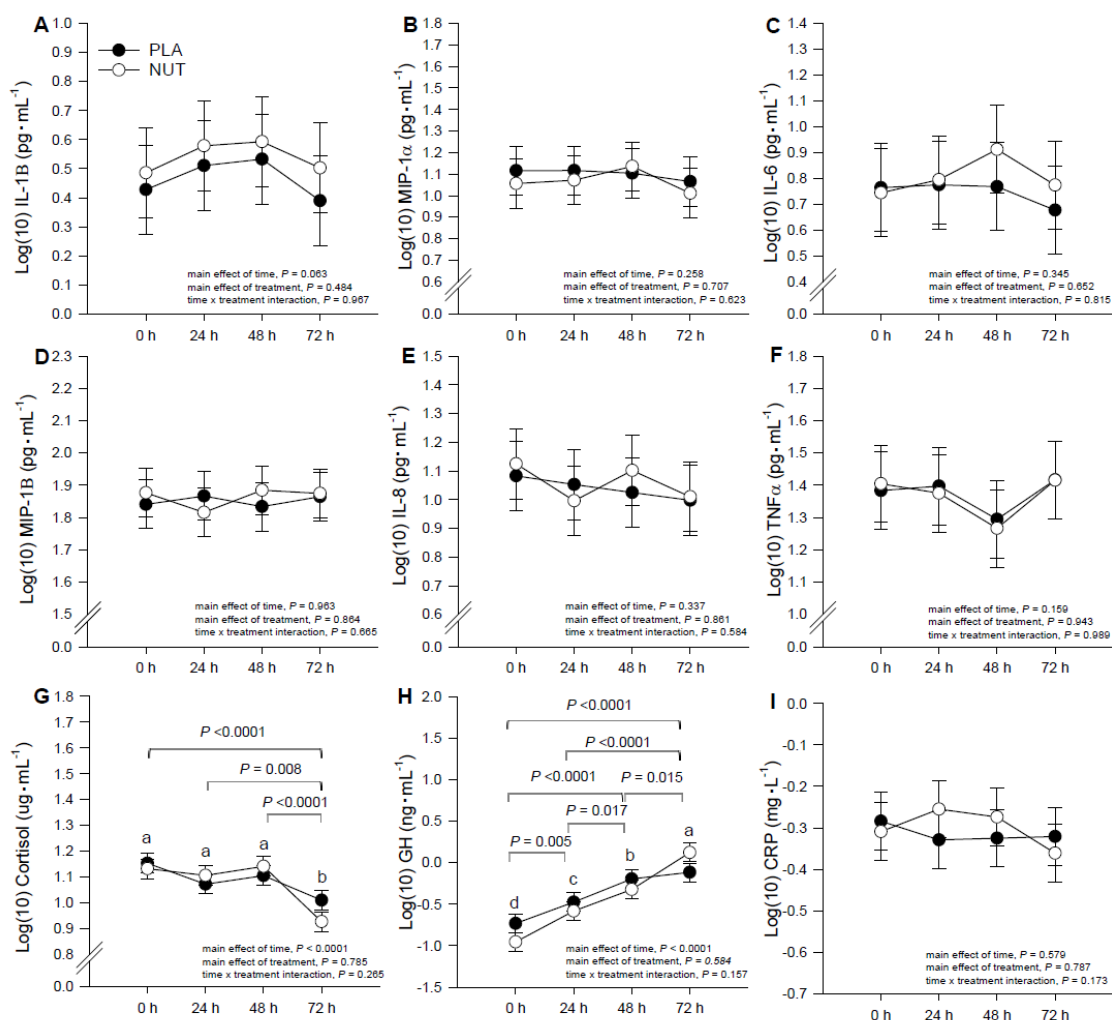 A
Log(10) IL-1B (pg·mL⁻¹)
1.0
0.9
0.8
0.7
0.6
0.5
0.4
0.3
0.2
0.1
0.0
PLA
NUT
main effect of time, P = 0.063
main effect of treatment, P = 0.484
time x treatment interaction, P = 0.967
0 h 24 h 48 h 72 h
B
Log(10) MIP-1α (pg·mL⁻¹)
1.8
1.7
1.6
1.5
1.4
1.3
1.2
1.1
1.0
0.9
0.8
0.7
0.6
0.0
main effect of time, P = 0.258
main effect of treatment, P = 0.707
time x treatment interaction, P = 0.623
0 h 24 h 48 h 72 h
C
Log(10) IL-6 (pg·mL⁻¹)
1.4
1.3
1.2
1.1
1.0
0.9
0.8
0.7
0.6
0.5
0.4
0.0
main effect of time, P = 0.345
main effect of treatment, P = 0.652
time x treatment interaction, P = 0.815
0 h 24 h 48 h 72 h
D
Log(10) MIP-1B (pg·mL⁻¹)
2.3
2.2
2.1
2.0
1.9
1.8
1.7
1.6
1.5
0.0
main effect of time, P = 0.963
main effect of treatment, P = 0.864
time x treatment interaction, P = 0.665
0 h 24 h 48 h 72 h
E
Log(10) IL-8 (pg·mL⁻¹)
1.5
1.4
1.3
1.2
1.1
1.0
0.9
0.8
0.7
0.6
0.0
main effect of time, P = 0.337
main effect of treatment, P = 0.861
time x treatment interaction, P = 0.584
0 h 24 h 48 h 72 h
F
Log(10) TNFα (pg·mL⁻¹)
1.8
1.7
1.6
1.5
1.4
1.3
1.2
1.1
1.0
0.0
main effect of time, P = 0.159
main effect of treatment, P = 0.943
time x treatment interaction, P = 0.989
0 h 24 h 48 h 72 h
G
Log(10) Cortisol (ug·mL⁻¹)
1.8
1.7
1.6
1.5
1.4
1.3
1.2
1.1
1.0
0.9
0.8
0.0
P <0.0001
P = 0.008
P <0.0001
a a a b
main effect of time, P < 0.0001
main effect of treatment, P = 0.785
time x treatment interaction, P = 0.265
0 h 24 h 48 h 72 h
H
Log(10) GH (ng·mL⁻¹)
2.0
1.5
1.0
0.5
0.0
-0.5
-1.0
-1.5
P <0.0001
P <0.0001
P <0.0001 P = 0.015
P = 0.017
P = 0.005
d c b a
main effect of time, P < 0.0001
main effect of treatment, P = 0.584
time x treatment interaction, P = 0.157
0 h 24 h 48 h 72 h
I
Log(10) CRP (mg·L⁻¹)
-0.0
-0.1
-0.2
-0.3
-0.4
-0.5
-0.6
-0.7
main effect of time, P = 0.579
main effect of treatment, P = 0.787
time x treatment interaction, P = 0.173
0 h 24 h 48 h 72 h